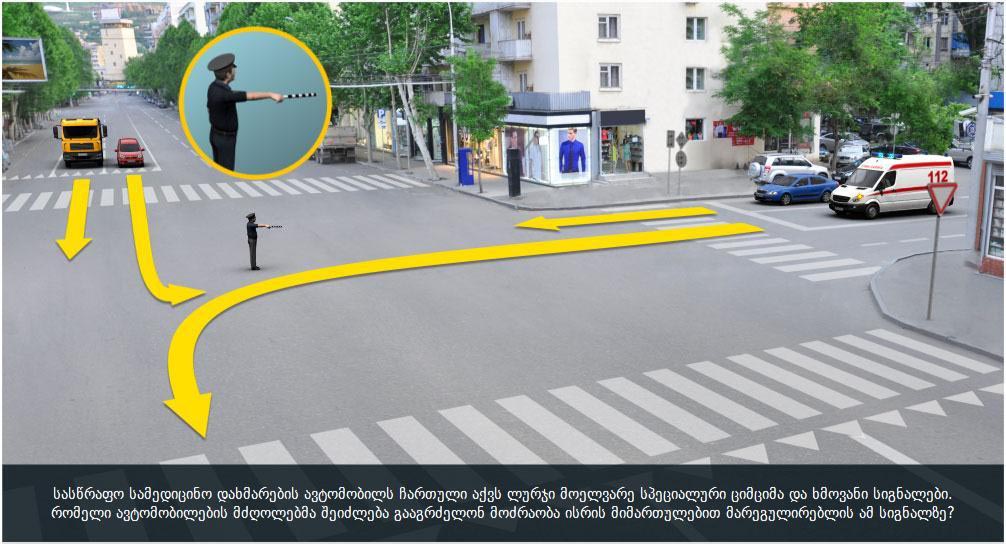 112
სასწრაფო სამედიცინო დახმარების ავტომობილს ჩართული აქვს ლურჯი მოელვარე სპეციალური ციმციმა და ხმოვანი სიგნალები.
რომელი ავტომობილების მძღოლებმა შეიძლება გააგრძელონ მოძრაობა ისრის მიმართულებით მარეგულირებლის ამ სიგნალზე?